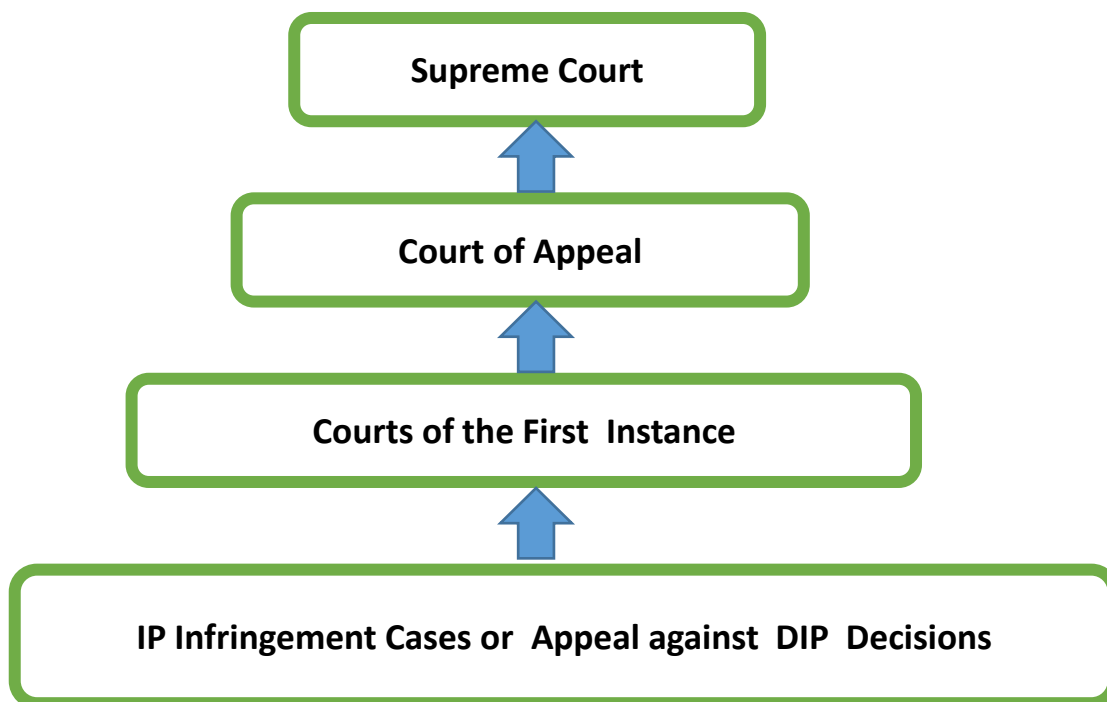 Supreme Court
Court of Appeal
Courts of the First Instance
IP Infringement Cases or Appeal against DIP Decisions